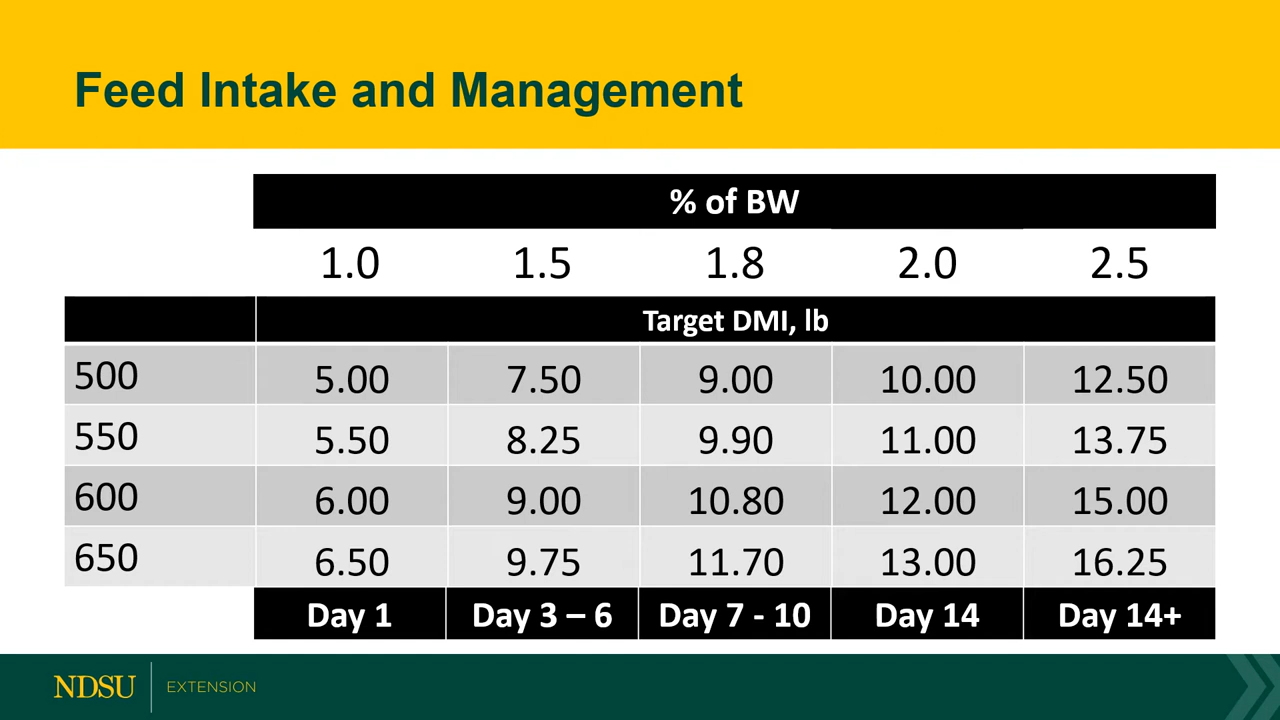 Feed Intake and Management
% of BW
1.0 1.5 1.8 2.0 2.5
Target DMI, lb
500 5.00 7.50 9.00 10.00 12.50
550 5.50 8.25 9.90 11.00 13.75
600 6.00 9.00 10.80 12.00 15.00
650 6.50 9.75 11.70 13.00 16.25
Day 1 Day 3 – 6 Day 7 - 10 Day 14 Day 14+
NDSU EXTENSION